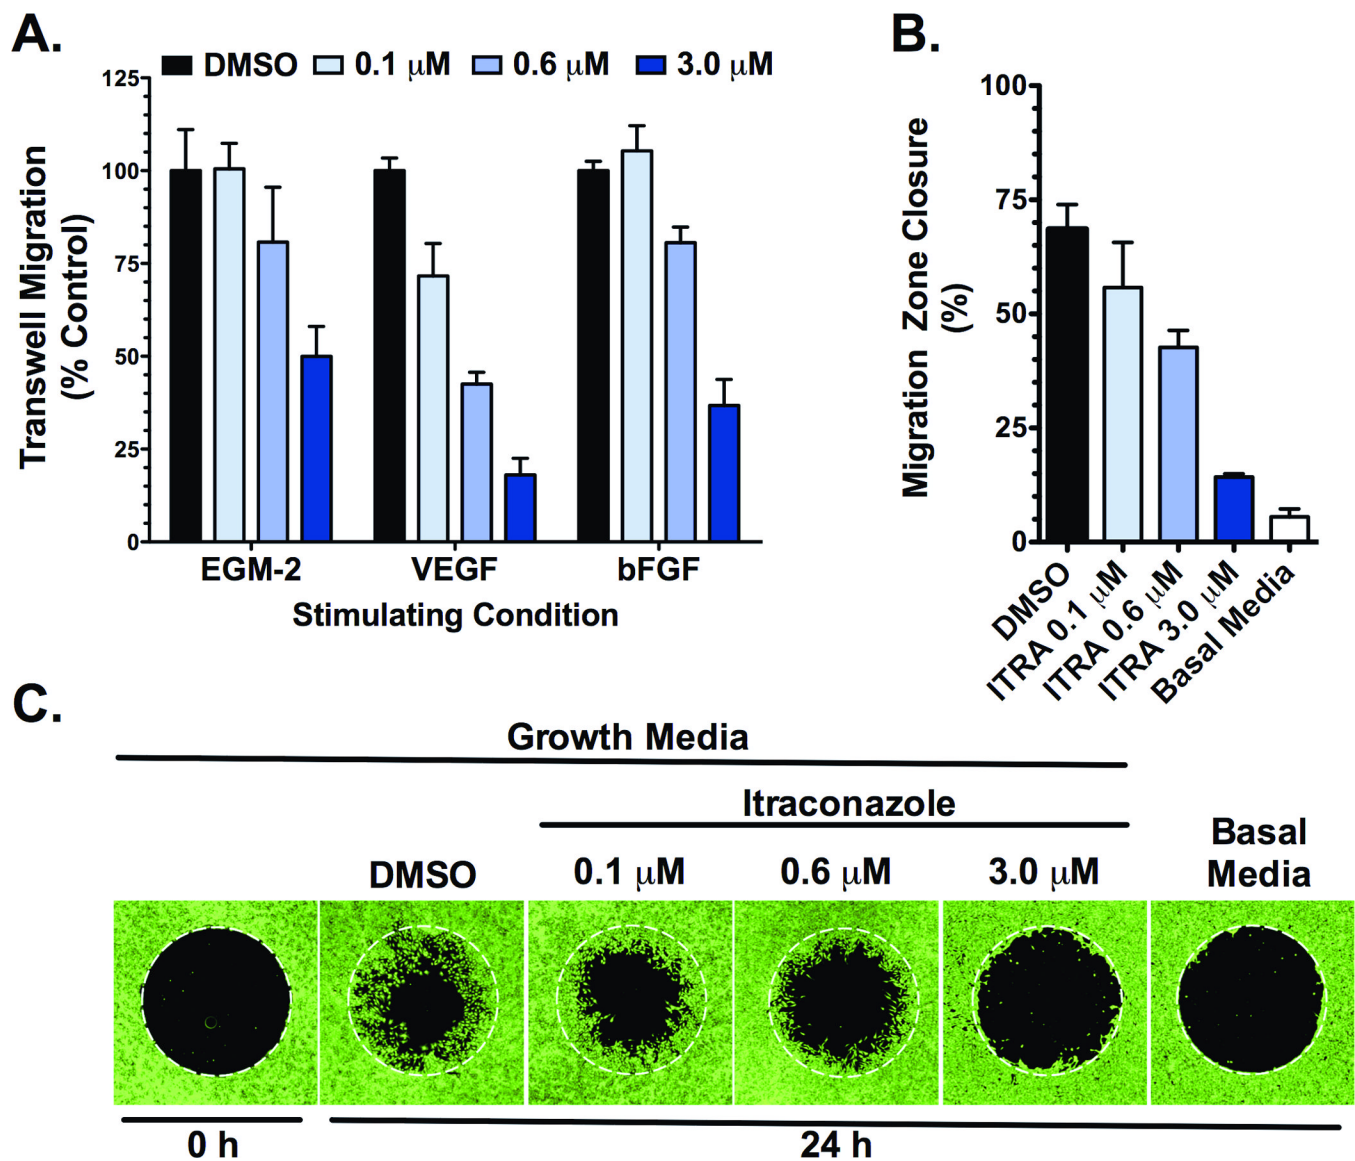 A.
DMSO 0.1 μM 0.6 μM 3.0 μM
Transwell Migration
(% Control)
125
100
75
50
25
0
EGM-2 VEGF bFGF
Stimulating Condition
B.
Migration Zone Closure
(%)
100
75
50
25
0
DMSO
ITRA 0.1 μM
ITRA 0.6 μM
ITRA 3.0 μM
Basal Media
C.
Growth Media
Itraconazole
Basal
Media
DMSO 0.1 μM 0.6 μM 3.0 μM
0 h 24 h